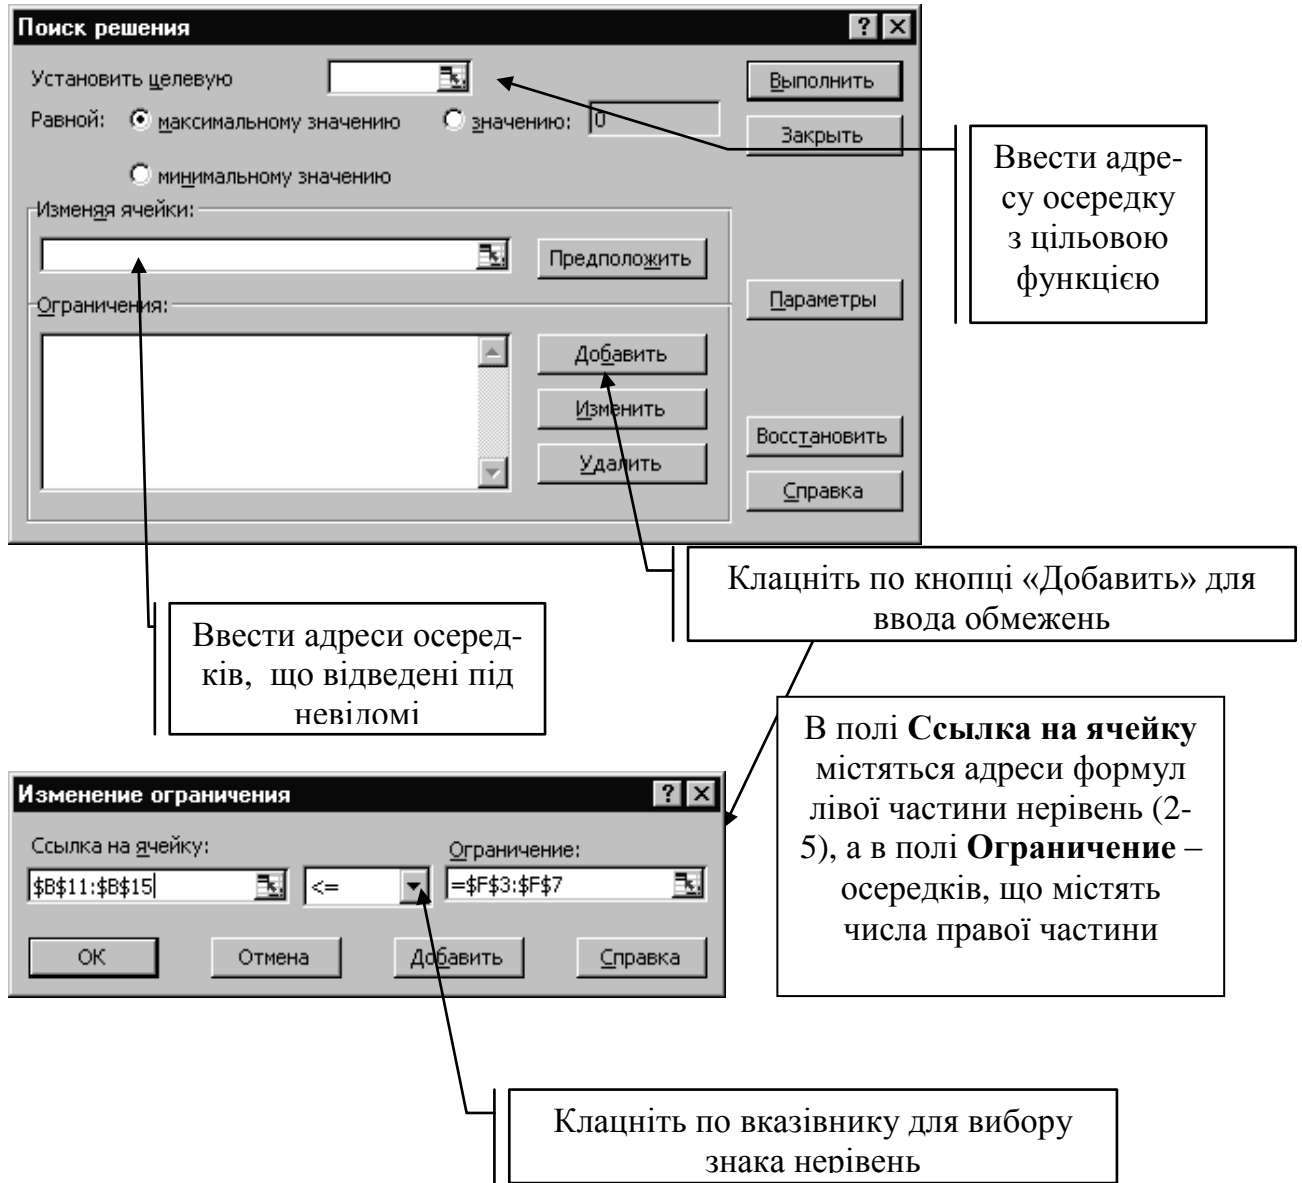 Поиск решения
Установить целевую
Выполнить
Равной:
максимальному значению
значению:
0
Закрыть
минимальному значению
Изменяя ячейки:
Предположить
Ограничения:
Параметры
Добавить
Изменить
Удалить
Восстановить
Справка
Ввести адре-
су осередку
з цільовою
функцією
Клацніть по кнопці «Добавить» для
ввода обмежень
Ввести адреси осеред-
ків, що відведені під
невідомі
В полі Ссылка на ячейку
містяться адреси формул
лівої частини нерівень (2-
5), а в полі Ограничение –
осередків, що містять
числа правої частини
Изменение ограничения
Ссылка на ячейку:
Ограничение:
$B$11:$B$15
<=
=$F$3:$F$7
ОК
Отмена
Добавить
Справка
Клацніть по вказівнику для вибору
знака нерівень